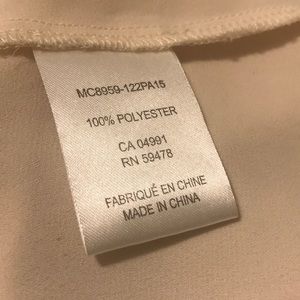 MC8959-122PA15
100% POLYESTER
CA 04991
RN 59478
FABRIQUÉ EN CHINE
MADE IN CHINA